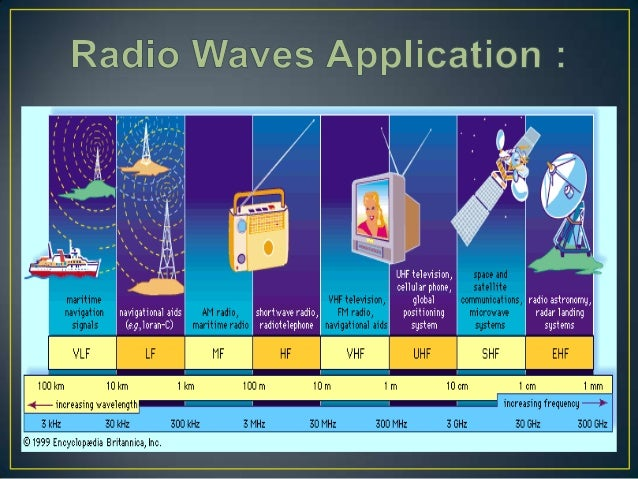 Radio Waves Application :
maritime
navigation
signals
navigational aids
(e.g., loran-C)
AM radio,
maritime radio
shortwave radio,
radiotelephone
VHF television,
FM radio,
navigational aids
UHF television,
cellular phone,
global
positioning
system
space and
satellite
communications,
microwave
systems
radio astronomy,
radar landing
systems
VLF LF MF HF VHF UHF SHF EHF
100 km 10 km 1 km 100 m 10 m 1 m 10 cm 1 cm 1 mm
increasing wavelength increasing frequency
3 kHz 30 kHz 300 kHz 3 MHz 30 MHz 300 MHz 3 GHz 30 GHz 300 GHz
© 1999 Encyclopædia Britannica, Inc.